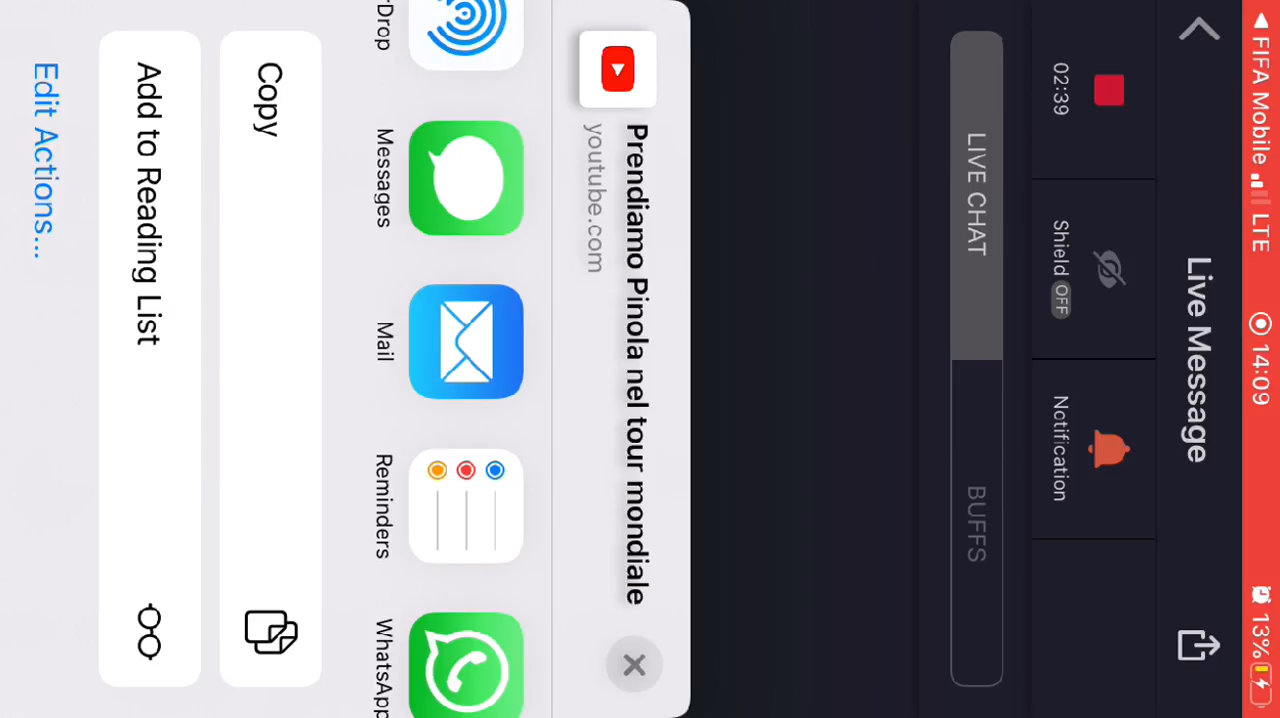 FIFA Mobile LTE 14:09 13%
Live Message
02:39
Shield OFF
Notification
LIVE CHAT
BUFFS
Prendiamo Pinola nel tour mondiale
youtube.com
rDrop
Messages
Mail
Reminders
WhatsApp
Copy
Add to Reading List
Edit Actions...